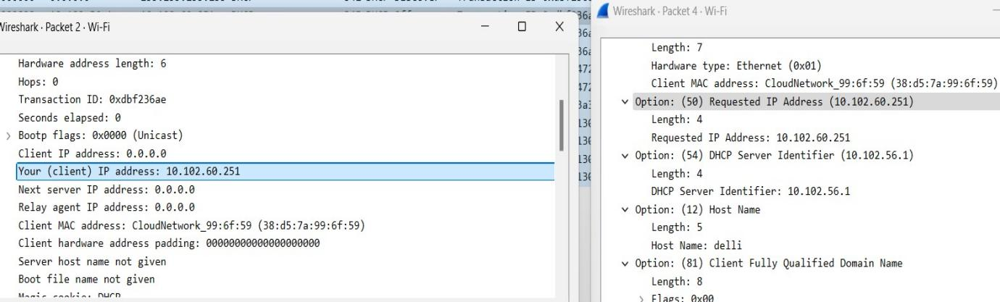 Wireshark · Packet 2 · Wi-Fi
Hardware address length: 6
Hops: 0
Transaction ID: 0xdbf236ae
Seconds elapsed: 0
Bootp flags: 0x0000 (Unicast)
Client IP address: 0.0.0.0
Your (client) IP address: 10.102.60.251
Next server IP address: 0.0.0.0
Relay agent IP address: 0.0.0.0
Client MAC address: CloudNetwork_99:6f:59 (38:d5:7a:99:6f:59)
Client hardware address padding: 00000000000000000000
Server host name not given
Boot file name not given
Magic cookie: DHCP
Wireshark · Packet 4 · Wi-Fi
Length: 7
Hardware type: Ethernet (0x01)
Client MAC address: CloudNetwork_99:6f:59 (38:d5:7a:99:6f:59)
Option: (50) Requested IP Address (10.102.60.251)
Length: 4
Requested IP Address: 10.102.60.251
Option: (54) DHCP Server Identifier (10.102.56.1)
Length: 4
DHCP Server Identifier: 10.102.56.1
Option: (12) Host Name
Length: 5
Host Name: delli
Option: (81) Client Fully Qualified Domain Name
Length: 8
Flags: 0x00